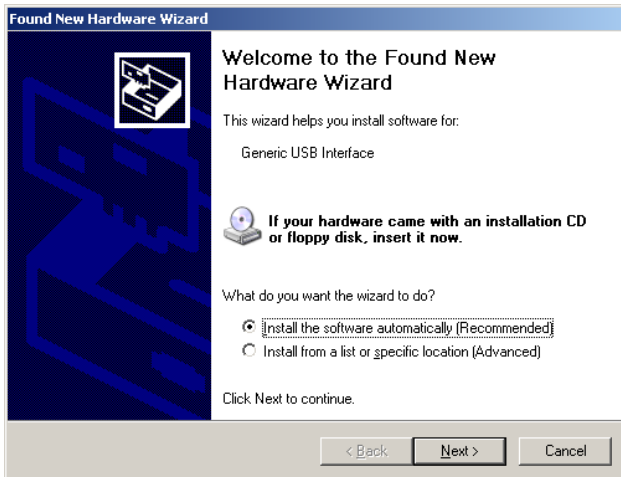 Found New Hardware Wizard
Welcome to the Found New
Hardware Wizard
This wizard helps you install software for:
Generic USB Interface
If your hardware came with an installation CD
or floppy disk, insert it now.
What do you want the wizard to do?
Install the software automatically (Recommended)
Install from a list or specific location (Advanced)
Click Next to continue.
< Back
Next >
Cancel